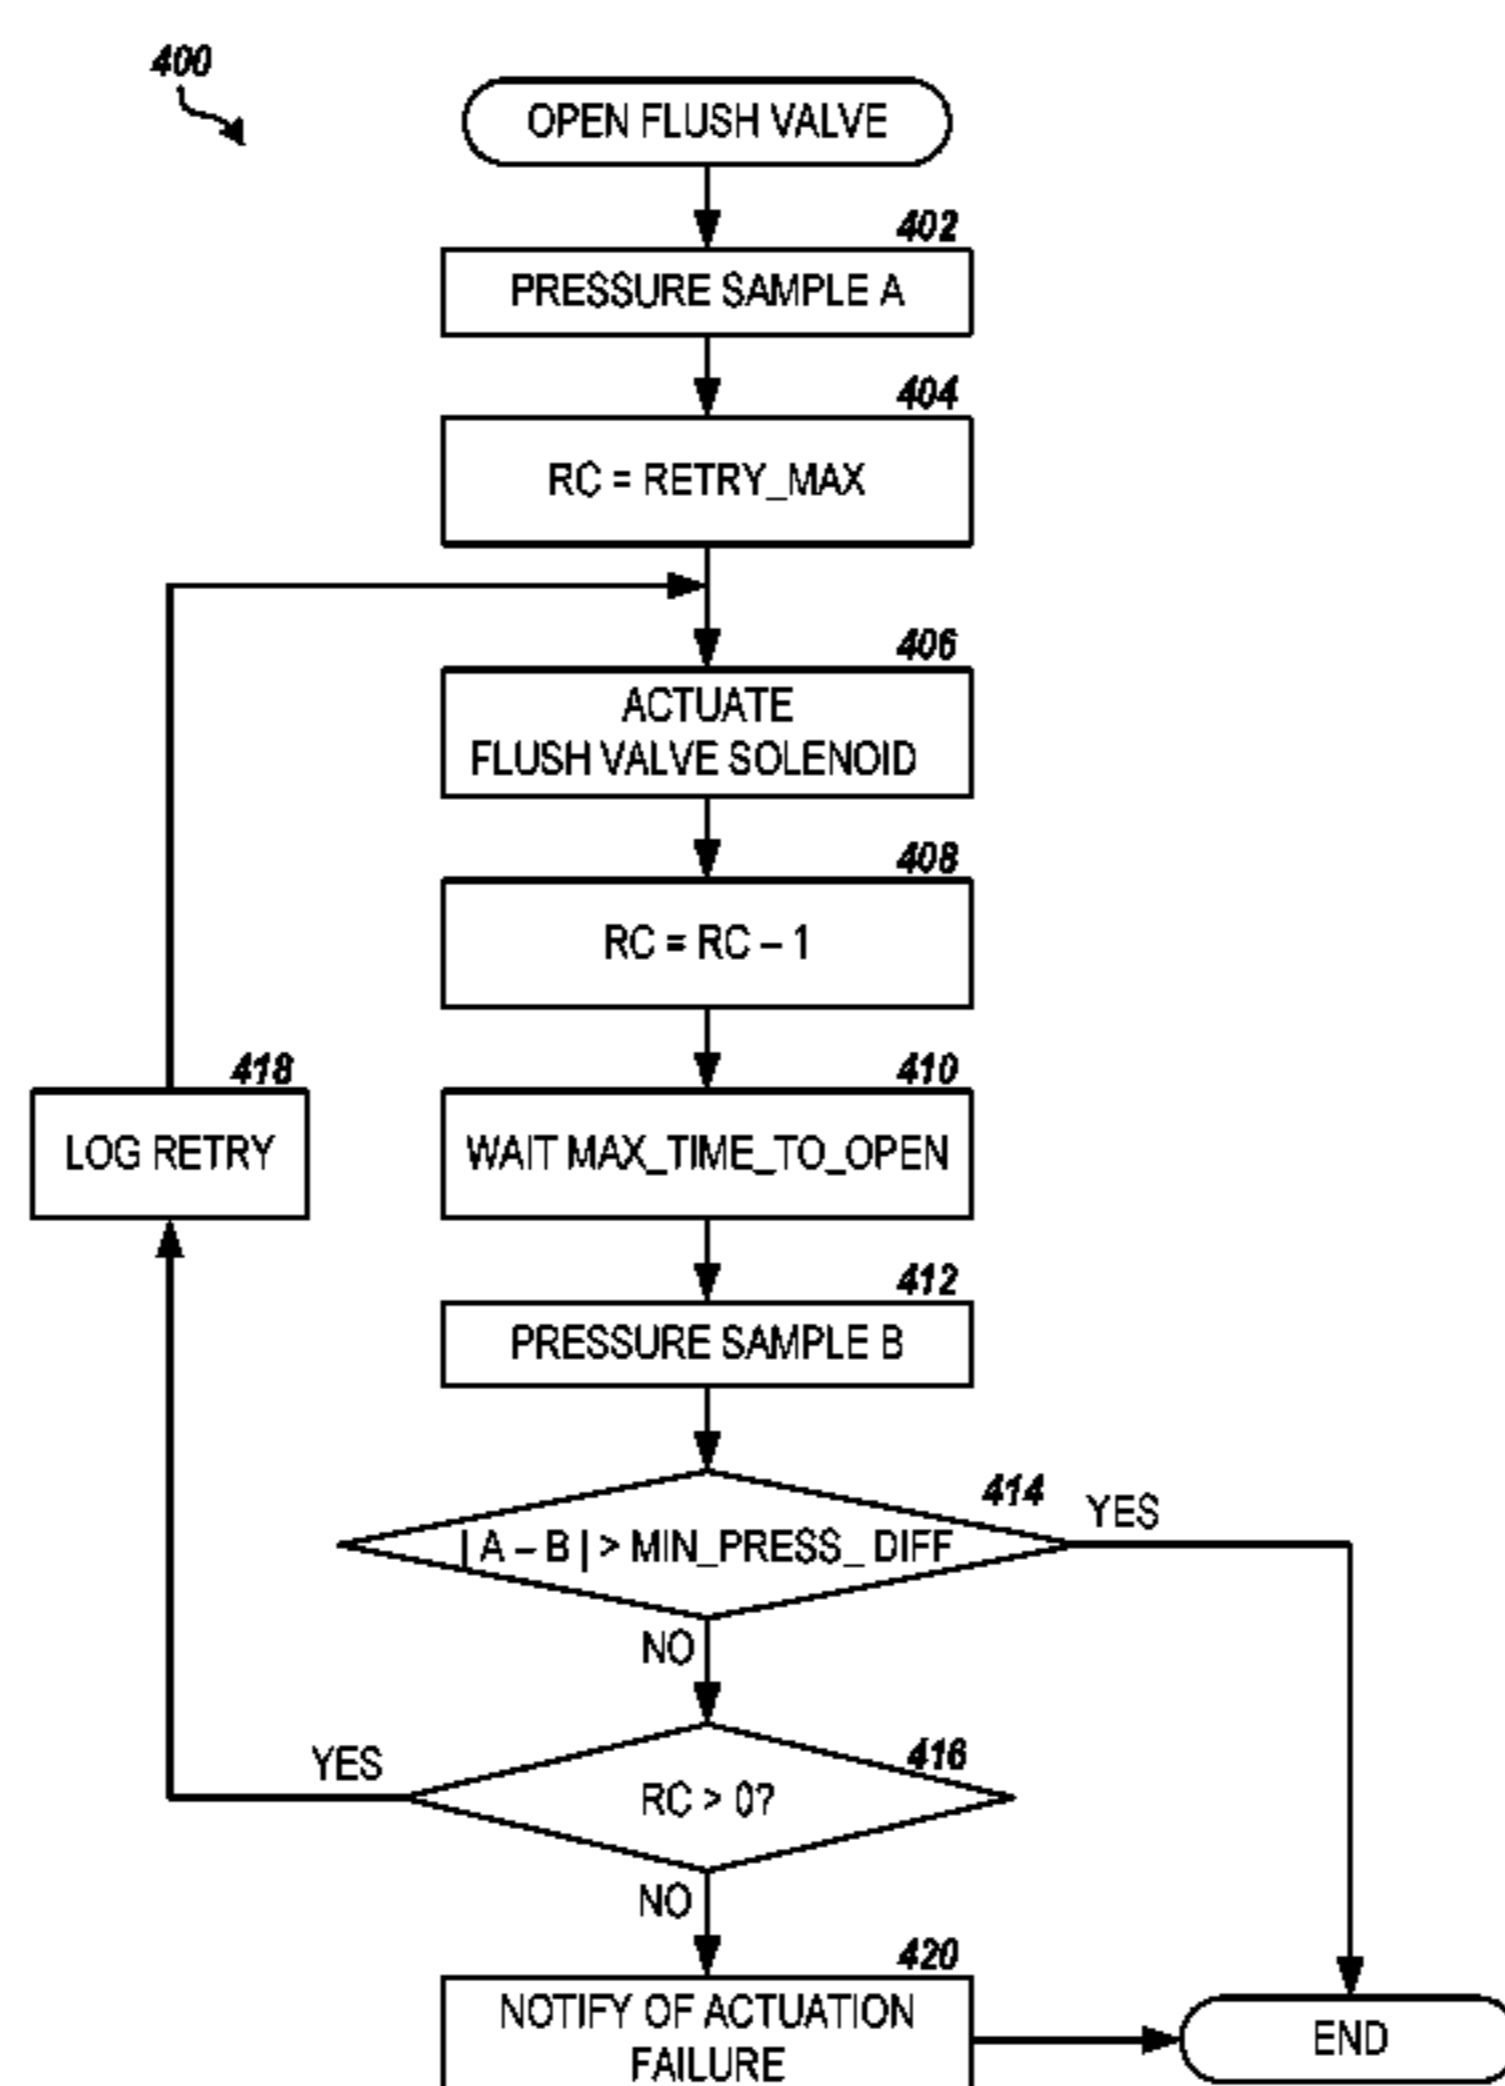 400
OPEN FLUSH VALVE
402
PRESSURE SAMPLE A
404
RC = RETRY_MAX
406
ACTUATE
FLUSH VALVE SOLENOID
408
RC = RC – 1
418
LOG RETRY
410
WAIT MAX_TIME_TO_OPEN
412
PRESSURE SAMPLE B
414
| A – B | > MIN_PRESS_ DIFF
YES
NO
416
RC > 0?
YES
NO
420
NOTIFY OF ACTUATION
FAILURE
END